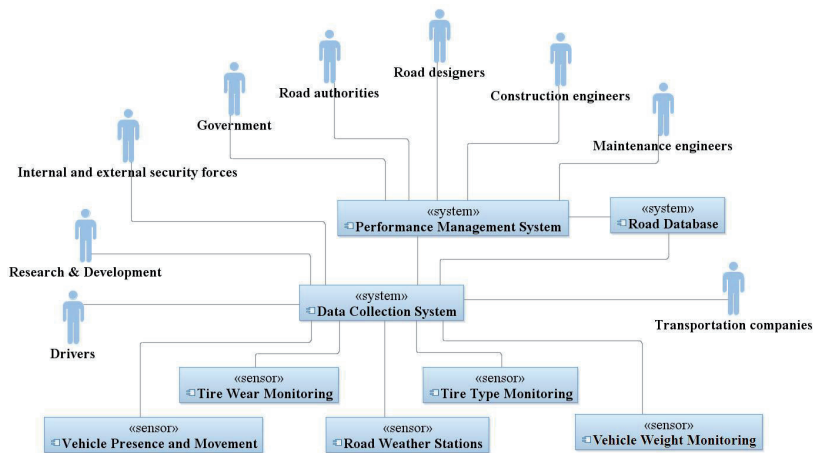 Road designers
Road authorities
Construction engineers
Government
Maintenance engineers
Internal and external security forces
«system»
Performance Management System
«system»
Road Database
Research & Development
«system»
Data Collection System
Transportation companies
Drivers
«sensor»
Tire Wear Monitoring
«sensor»
Tire Type Monitoring
«sensor»
Vehicle Presence and Movement
«sensor»
Road Weather Stations
«sensor»
Vehicle Weight Monitoring